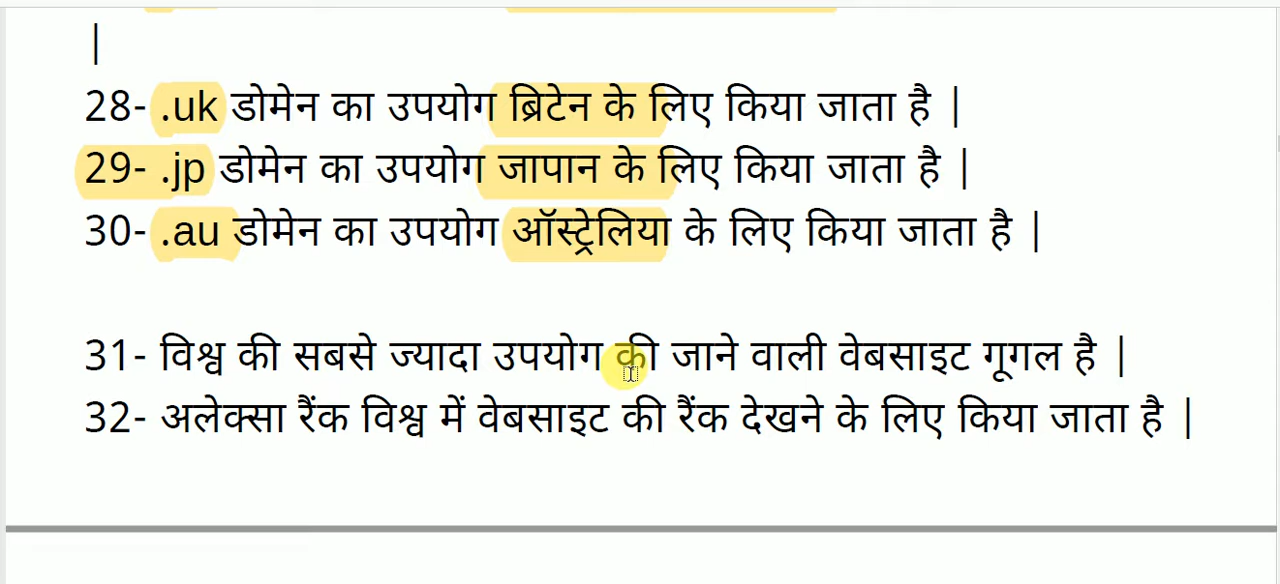 |
28- .uk डोमेन का उपयोग ब्रिटेन के लिए किया जाता है |
29- .jp डोमेन का उपयोग जापान के लिए किया जाता है |
30- .au डोमेन का उपयोग ऑस्ट्रेलिया के लिए किया जाता है |
31- विश्व की सबसे ज्यादा उपयोग की जाने वाली वेबसाइट गूगल है |
32- अलेक्सा रैंक विश्व में वेबसाइट की रैंक देखने के लिए किया जाता है |